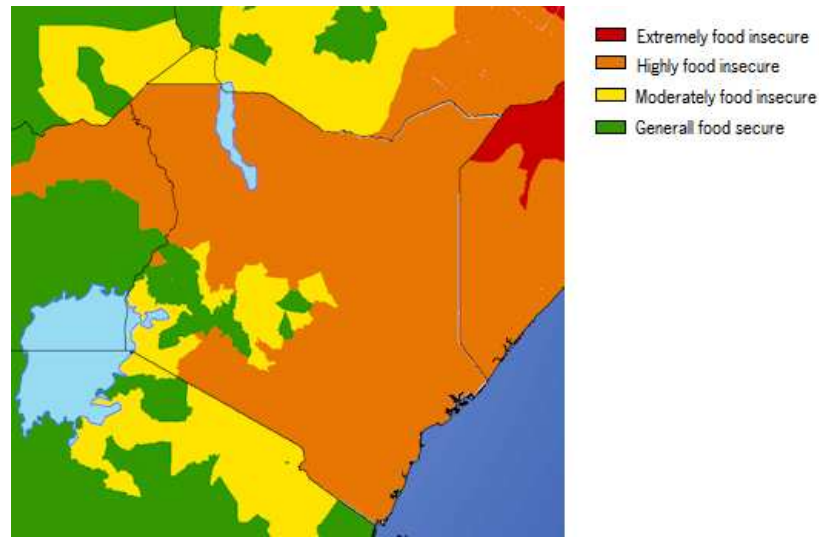 Extremely food insecure
Highly food insecure
Moderately food insecure
Generall food secure